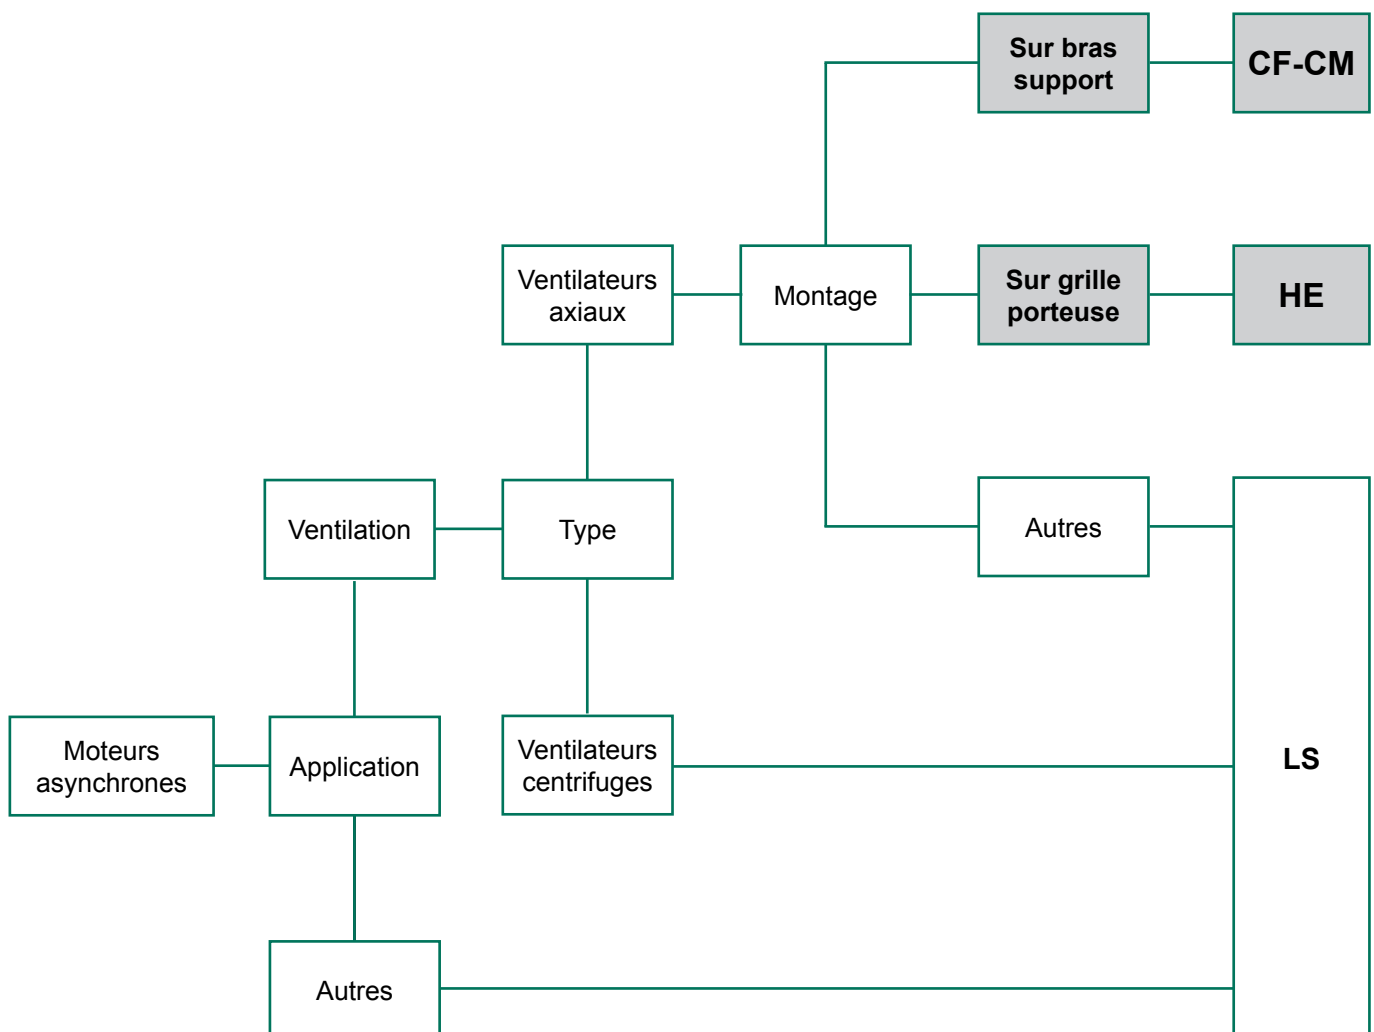 Sur bras
support
CF-CM
Ventilateurs
axiaux
Montage
Sur grille
porteuse
HE
Ventilation
Type
Autres
Moteurs
asynchrones
Application
Ventilateurs
centrifuges
LS
Autres